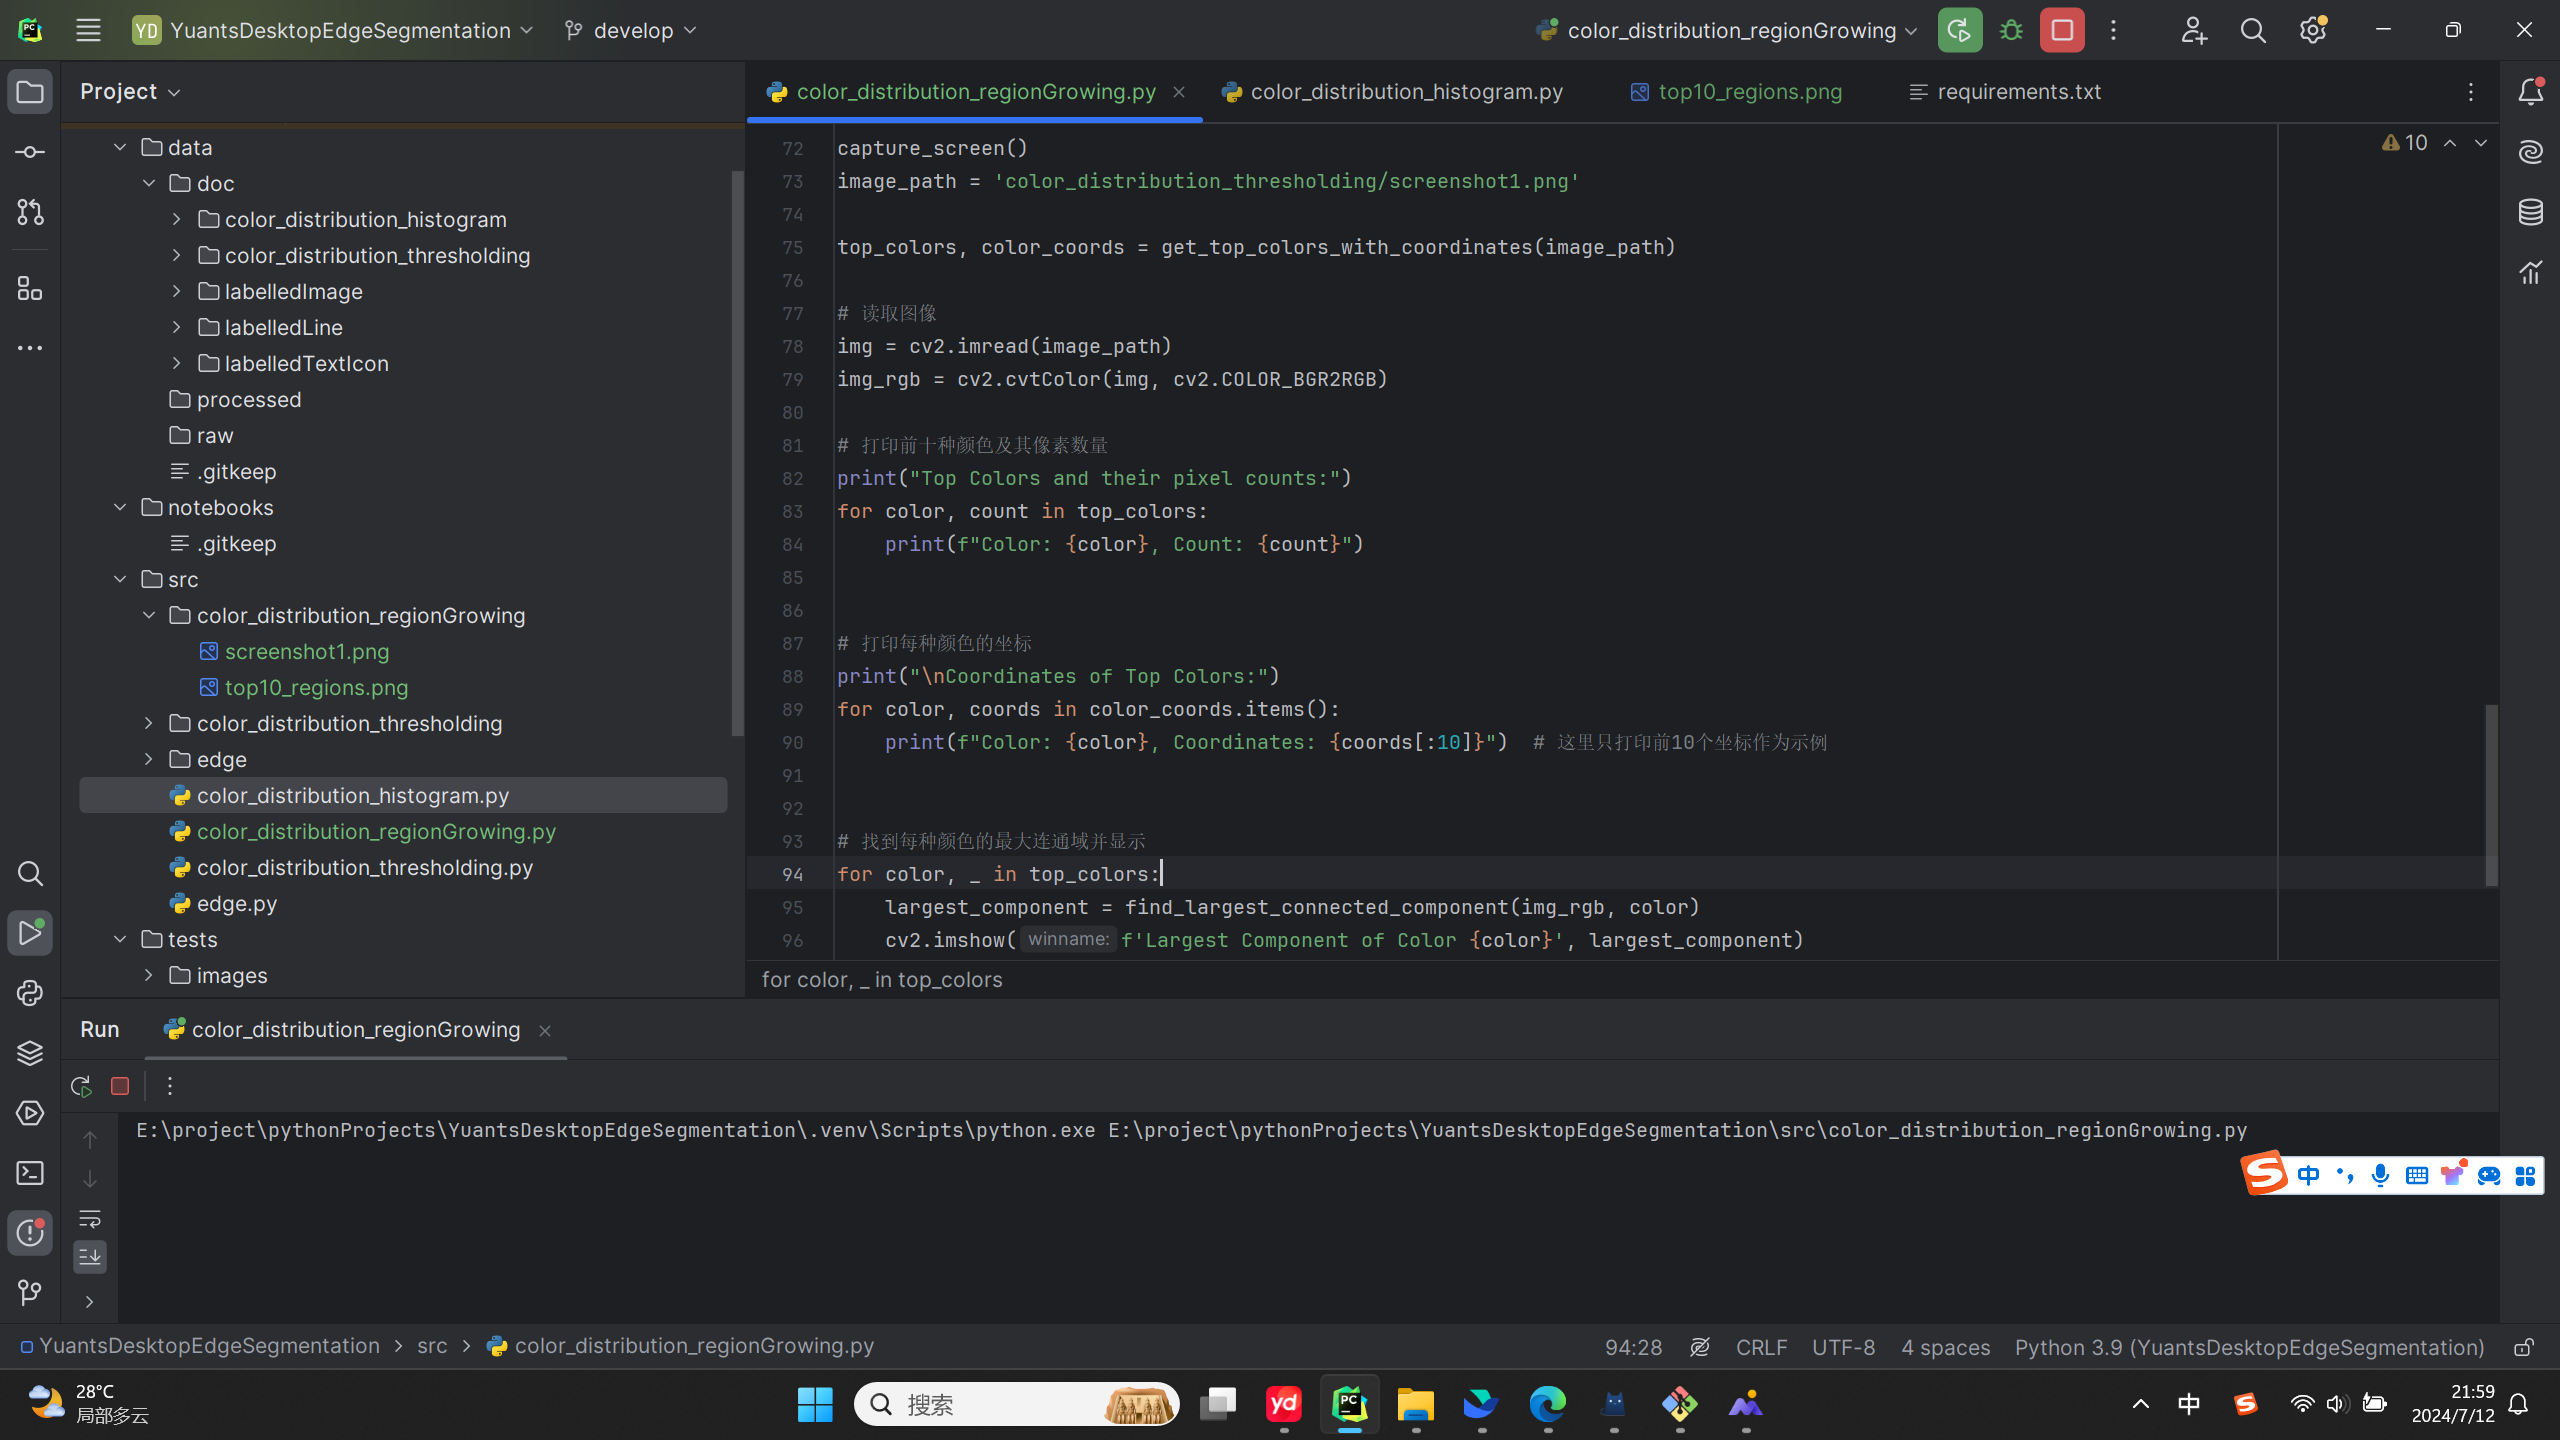 YD YuantsDesktopEdgeSegmentation develop color_distribution_regionGrowing
Project
data
doc
color_distribution_histogram
color_distribution_thresholding
labelledImage
labelledLine
labelledTextIcon
processed
raw
.gitkeep
notebooks
.gitkeep
src
color_distribution_regionGrowing
screenshot1.png
top10_regions.png
color_distribution_thresholding
edge
color_distribution_histogram.py
color_distribution_regionGrowing.py
color_distribution_thresholding.py
edge.py
tests
images
color_distribution_regionGrowing.py color_distribution_histogram.py top10_regions.png requirements.txt
10
72 capture_screen()
73 image_path = 'color_distribution_thresholding/screenshot1.png'
74
75 top_colors, color_coords = get_top_colors_with_coordinates(image_path)
76
77 # 读取图像
78 img = cv2.imread(image_path)
79 img_rgb = cv2.cvtColor(img, cv2.COLOR_BGR2RGB)
80
81 # 打印前十种颜色及其像素数量
82 print("Top Colors and their pixel counts:")
83 for color, count in top_colors:
84 print(f"Color: {color}, Count: {count}")
85
86
87 # 打印每种颜色的坐标
88 print("\nCoordinates of Top Colors:")
89 for color, coords in color_coords.items():
90 print(f"Color: {color}, Coordinates: {coords[:10]}") # 这里只打印前10个坐标作为示例
91
92
93 # 找到每种颜色的最大连通域并显示
94 for color, _ in top_colors:
95 largest_component = find_largest_connected_component(img_rgb, color)
96 cv2.imshow( winname: f'Largest Component of Color {color}', largest_component)
for color, _ in top_colors
Run color_distribution_regionGrowing
E:\project\pythonProjects\YuantsDesktopEdgeSegmentation\.venv\Scripts\python.exe E:\project\pythonProjects\YuantsDesktopEdgeSegmentation\src\color_distribution_regionGrowing.py
中
YuantsDesktopEdgeSegmentation > src > color_distribution_regionGrowing.py
94:28 CRLF UTF-8 4 spaces Python 3.9 (YuantsDesktopEdgeSegmentation)
28°C
局部多云
搜索
yd
PC
中
21:59
2024/7/12